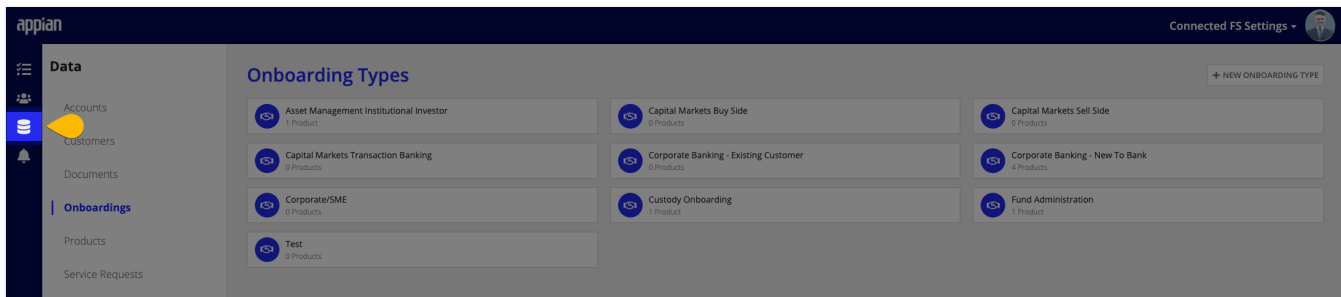 appian
Connected FS Settings
Data
Accounts
Customers
Documents
Onboardings
Products
Service Requests
Onboarding Types
+ NEW ONBOARDING TYPE
Asset Management Institutional Investor
1 Product
Capital Markets Buy Side
0 Products
Capital Markets Sell Side
0 Products
Capital Markets Transaction Banking
0 Products
Corporate Banking - Existing Customer
0 Products
Corporate Banking - New To Bank
4 Products
Corporate/SME
0 Products
Custody Onboarding
1 Product
Fund Administration
1 Product
Test
0 Products